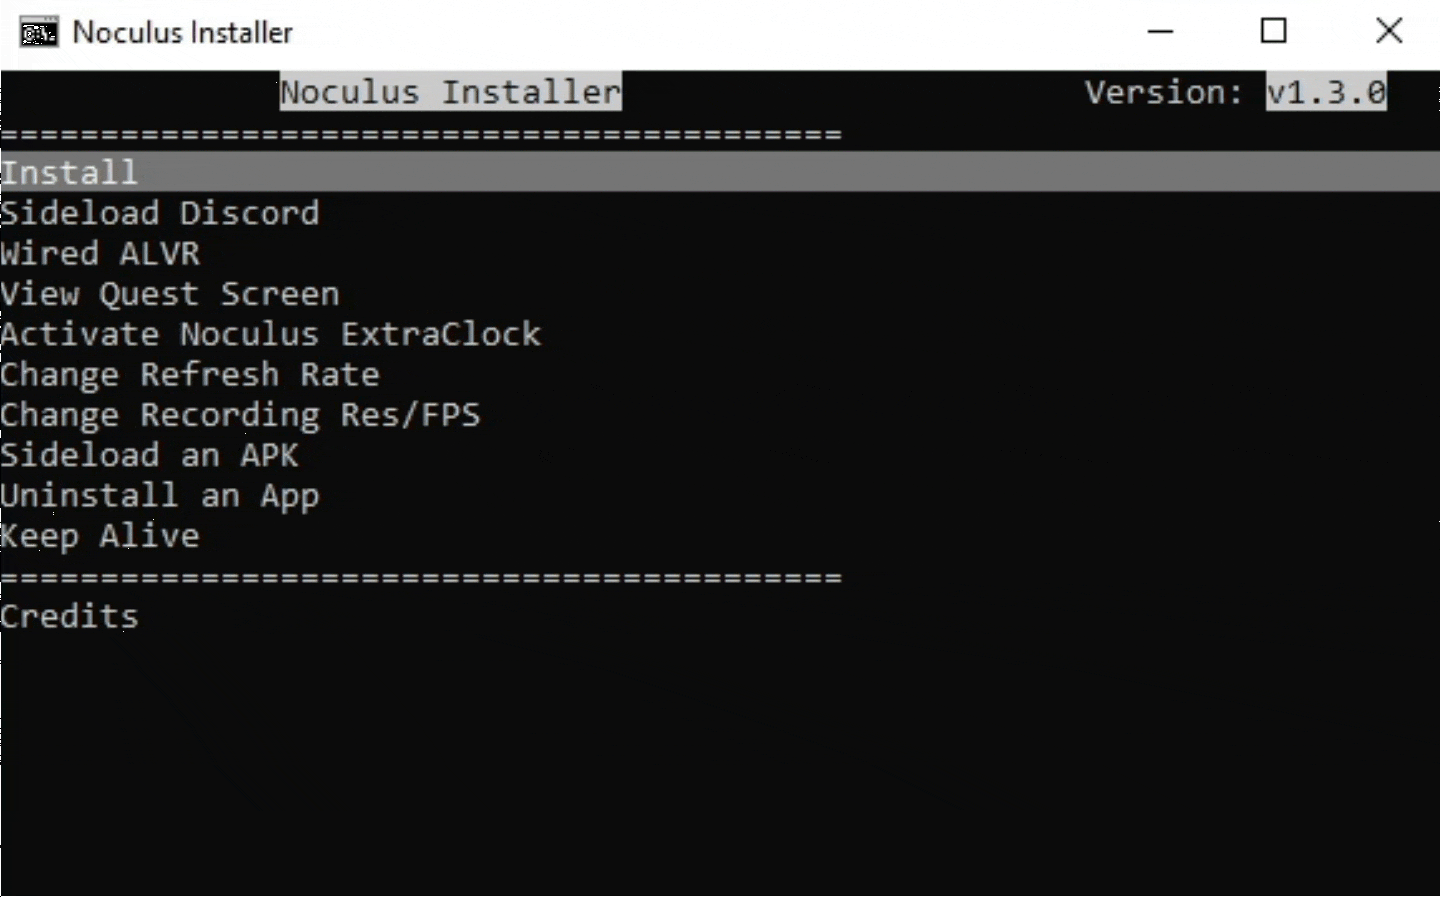 Noculus Installer
Noculus Installer Version: v1.3.0
==========================================
Install
Sideload Discord
Wired ALVR
View Quest Screen
Activate Noculus ExtraClock
Change Refresh Rate
Change Recording Res/FPS
Sideload an APK
Uninstall an App
Keep Alive
==========================================
Credits